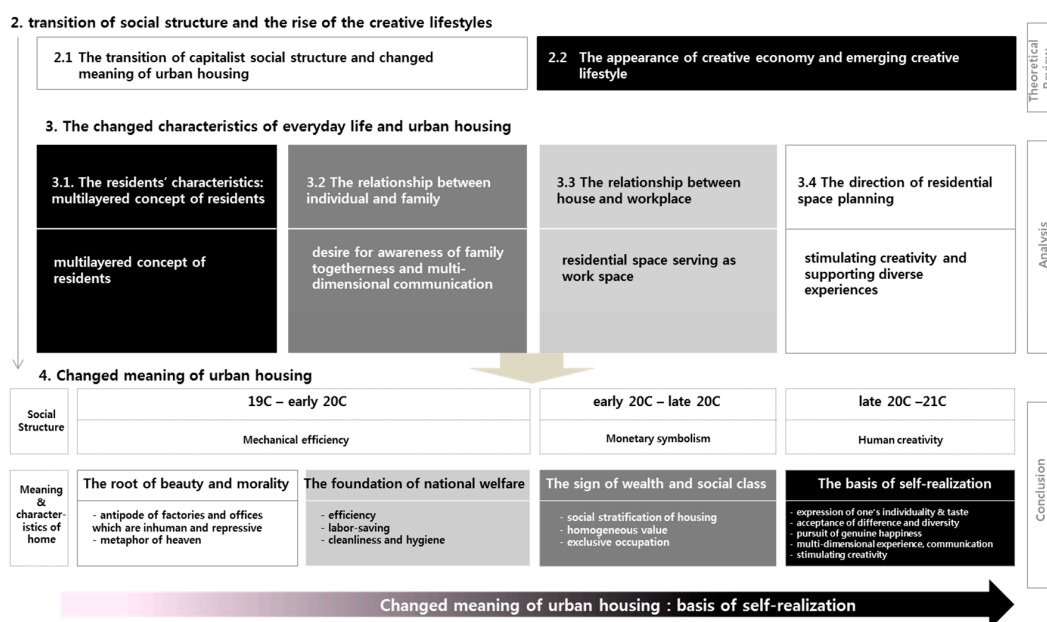 2. transition of social structure and the rise of the creative lifestyles
2.1 The transition of capitalist social structure and changed
meaning of urban housing
2.2 The appearance of creative economy and emerging creative
lifestyle
Theoretical
3. The changed characteristics of everyday life and urban housing
3.1. The residents' characteristics:
multilayered concept of residents
3.2 The relationship between
individual and family
3.3 The relationship between
house and workplace
3.4 The direction of residential
space planning
multilayered concept of
residents
desire for awareness of family
togetherness and multi-
dimensional communication
residential space serving as
work space
stimulating creativity and
supporting diverse
experiences
Analysis
4. Changed meaning of urban housing
Social
Structure
19C – early 20C
early 20C – late 20C
late 20C –21C
Mechanical efficiency
Monetary symbolism
Human creativity
Meaning
&
character-
istics of
home
The root of beauty and morality
- antipode of factories and offices
which are inhuman and repressive
- metaphor of heaven
The foundation of national welfare
- efficiency
- labor-saving
- cleanliness and hygiene
The sign of wealth and social class
- social stratification of housing
- homogeneous value
- exclusive occupation
The basis of self-realization
- expression of one's individuality & taste
- acceptance of difference and diversity
- pursuit of genuine happiness
- multi-dimensional experience, communication
- stimulating creativity
Conclusion
Changed meaning of urban housing : basis of self-realization